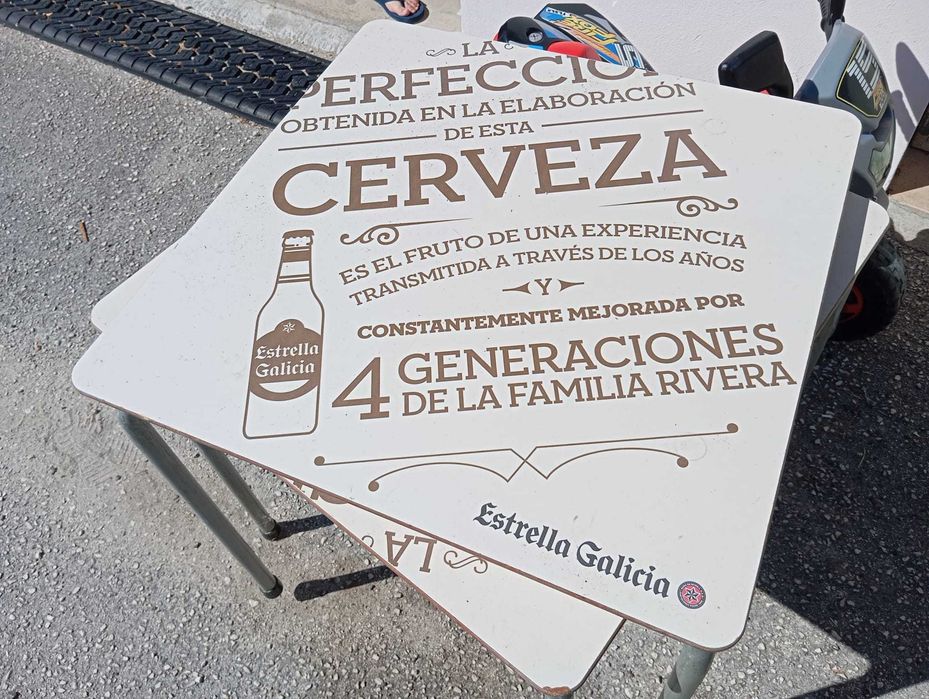 LA
PERFECCIÓN
OBTENIDA EN LA ELABORACIÓN
DE ESTA
CERVEZA
ES EL FRUTO DE UNA EXPERIENCIA
TRANSMITIDA A TRAVÉS DE LOS AÑOS
Y
CONSTANTEMENTE MEJORADA POR
4 GENERACIONES
DE LA FAMILIA RIVERA
Estrella
Galicia
Estrella Galicia
LA